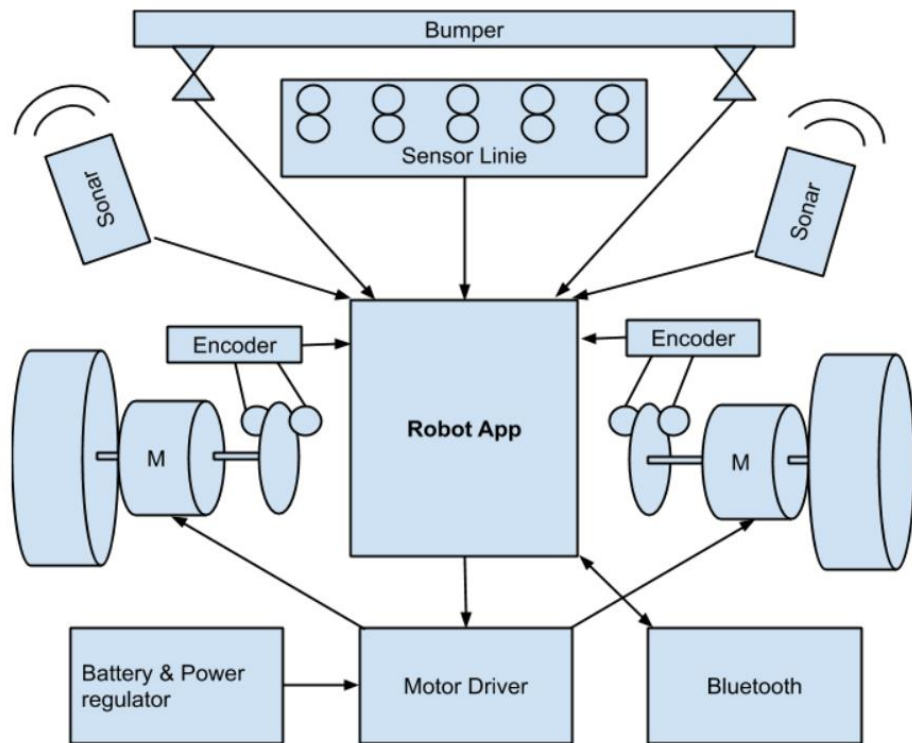 Bumper
Sensor Linie
Sonar
Sonar
Encoder
Encoder
Robot App
M
M
Battery & Power
regulator
Motor Driver
Bluetooth